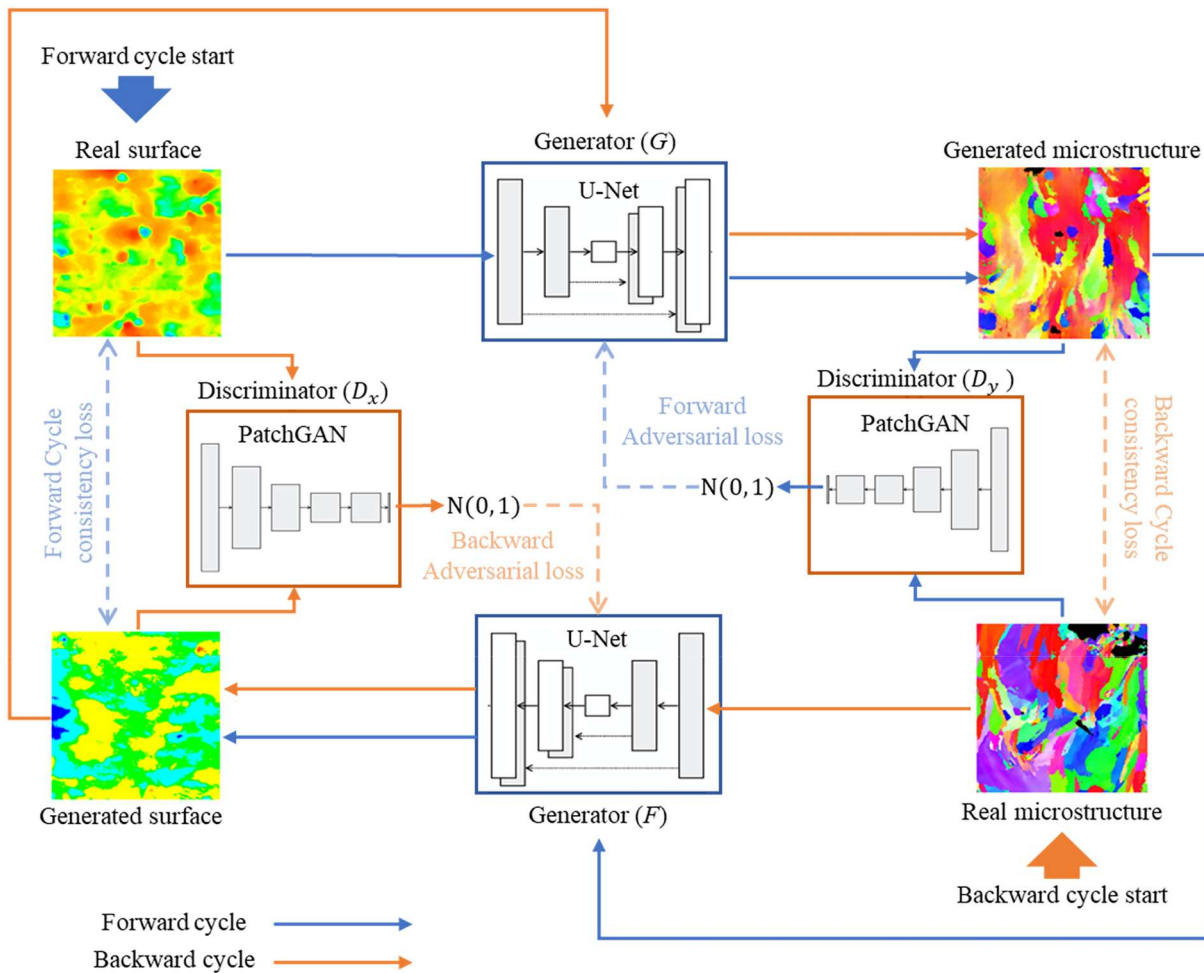 Forward cycle start
Real surface
Generator (G)
U-Net
Generated microstructure
Discriminator (D_x)
PatchGAN
Forward Cycle
consistency loss
N(0,1)
Backward
Adversarial loss
Forward
Adversarial loss
N(0,1)
Discriminator (D_y )
PatchGAN
Backward Cycle
consistency loss
Generated surface
U-Net
Generator (F)
Real microstructure
Backward cycle start
Forward cycle
Backward cycle